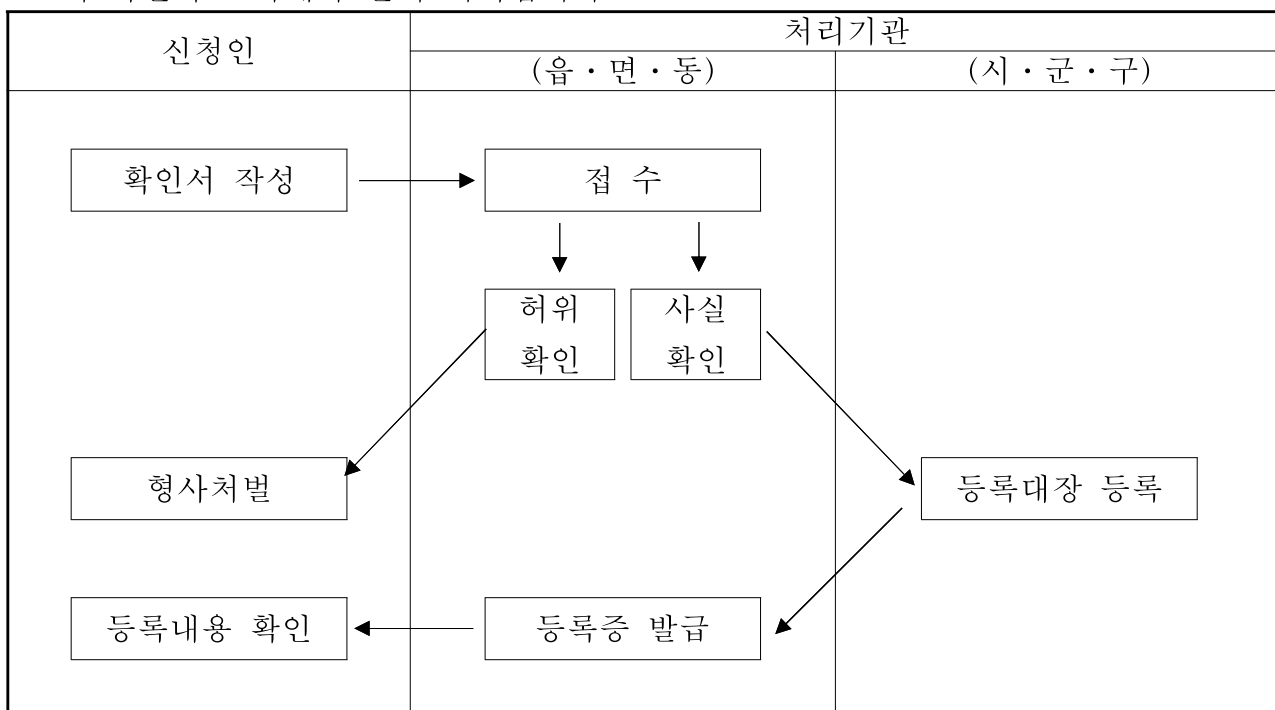 신청인
처리기관
(읍·면·동)
(시·군·구)
확인서 작성
접 수
허위
확인
사실
확인
형사처벌
등록대장 등록
등록내용 확인
등록증 발급